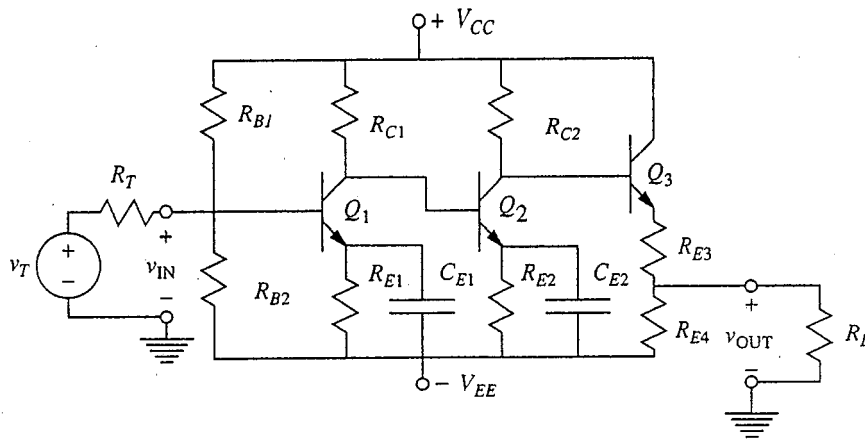 + V_CC
R_B1
R_C1
R_C2
R_T
Q_1
Q_2
Q_3
+
−
v_T
+
v_IN
−
R_B2
R_E1
C_E1
R_E2
C_E2
R_E3
R_E4
+
v_OUT
−
− V_EE